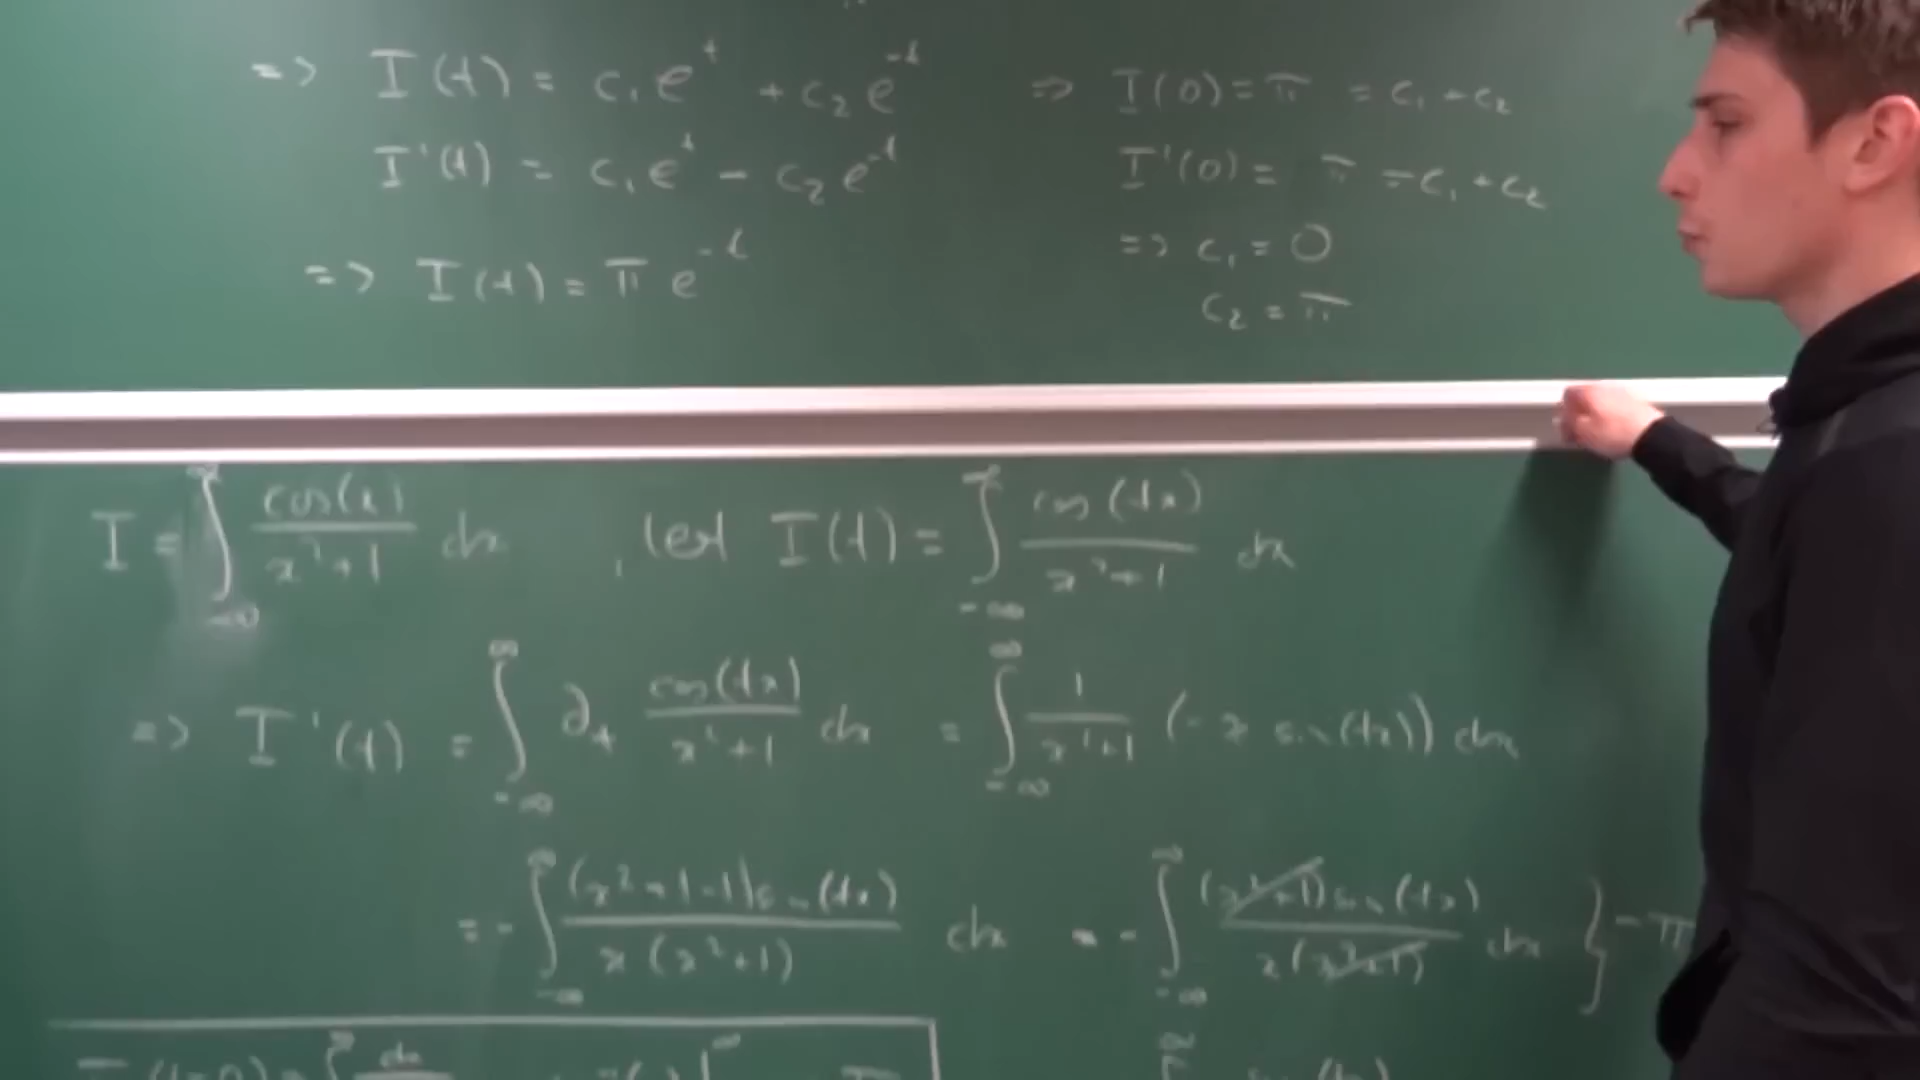 => I(t) = c₁e^t + c₂e^-t => I(0) = π = c₁ + c₂
I'(t) = c₁e^t - c₂e^-t I'(0) = π = c₁ + c₂
=> c₁ = 0
=> I(t) = π e^-t
c₂ = π
I = ∫_{-∞}^{∞} cos(x)/(x²+1) dx , let I(t) = ∫_{-∞}^{∞} cos(tx)/(x²+1) dx
=> I'(t) = ∫_{-∞}^{∞} ∂_t cos(tx)/(x²+1) dx = ∫_{-∞}^{∞} 1/(x²+1) (-x sin(tx)) dx
= - ∫_{-∞}^{∞} (x²+1-1)sin(tx)/(x(x²+1)) dx = - ∫_{-∞}^{∞} (x²+1)sin(tx)/(x(x²+1)) dx } -π